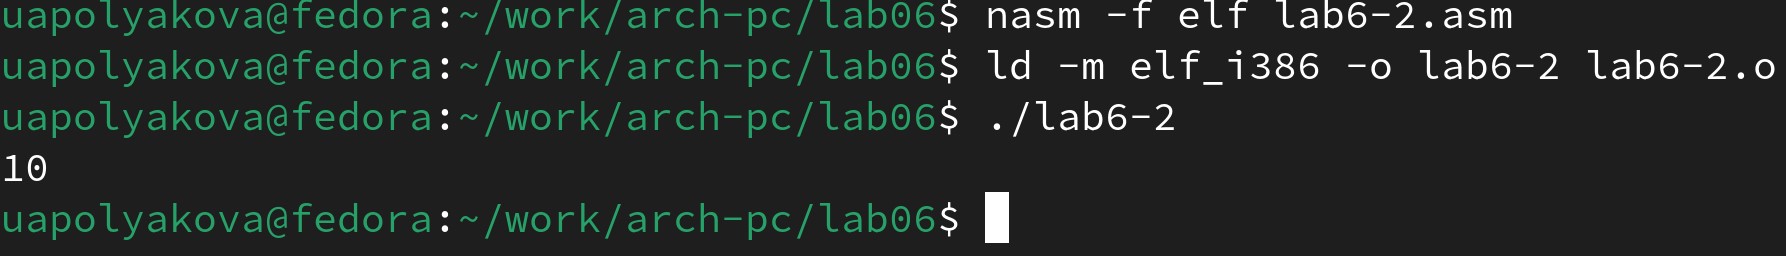 uapolyakova@fedora:~/work/arch-pc/lab06$ nasm -f elf lab6-2.asm
uapolyakova@fedora:~/work/arch-pc/lab06$ ld -m elf_i386 -o lab6-2 lab6-2.o
uapolyakova@fedora:~/work/arch-pc/lab06$ ./lab6-2
10
uapolyakova@fedora:~/work/arch-pc/lab06$